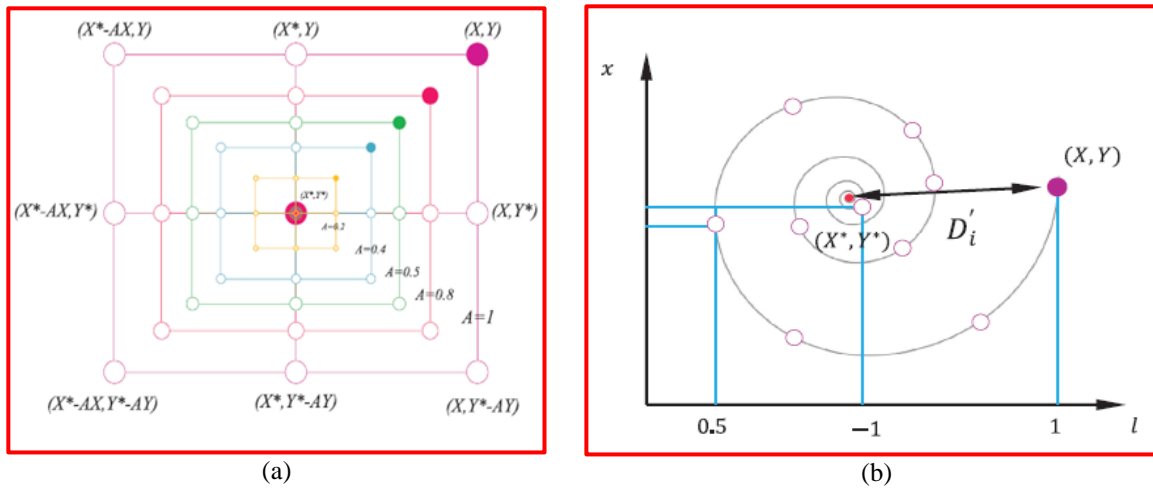 (X*-AX,Y) (X*,Y) (X,Y)
(X*,Y*)
(X*-AX,Y*) (X,Y*)
A=0.2
A=0.4
A=0.5
A=0.8
A=1
(X*-AX,Y*-AY) (X*,Y*-AY) (X,Y*-AY)
(a)
x
(X,Y)
(X*,Y*)
D'i
0.5 −1 1 l
(b)